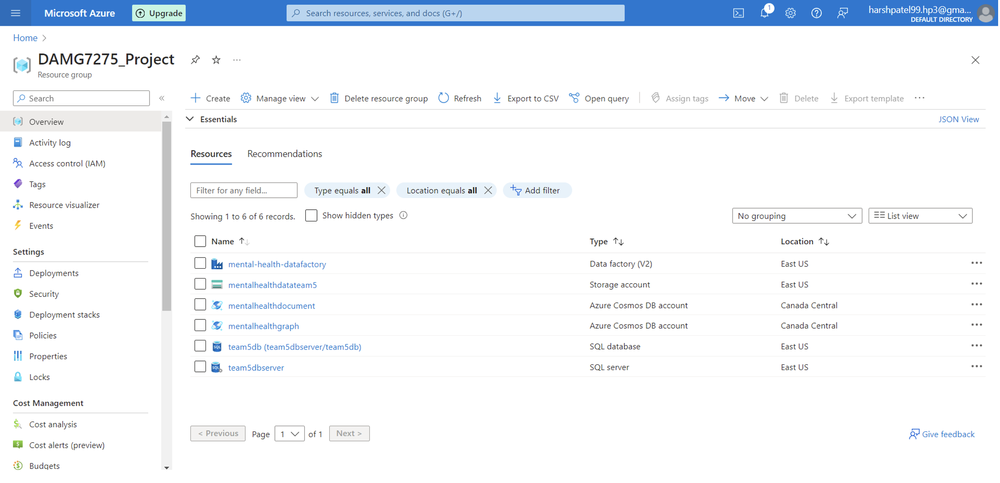 Microsoft Azure
Upgrade
Search resources, services, and docs (G+/)
1
harshpatel99.hp3@gma...
DEFAULT DIRECTORY
Home >
DAMG7275_Project
Resource group
Search
Create
Manage view
Delete resource group
Refresh
Export to CSV
Open query
Assign tags
Move
Delete
Export template
Overview
Activity log
Access control (IAM)
Tags
Resource visualizer
Events
Settings
Deployments
Security
Deployment stacks
Policies
Properties
Locks
Cost Management
Cost analysis
Cost alerts (preview)
Budgets
Essentials
JSON View
Resources Recommendations
Filter for any field...
Type equals all
Location equals all
Add filter
Showing 1 to 6 of 6 records.
Show hidden types
No grouping
List view
Name Type Location
mental-health-datafactory Data factory (V2) East US
mentalhealthdatateam5 Storage account East US
mentalhealthdocument Azure Cosmos DB account Canada Central
mentalhealthgraph Azure Cosmos DB account Canada Central
team5db (team5dbserver/team5db) SQL database East US
team5dbserver SQL server East US
< Previous Page 1 of 1 Next >
Give feedback